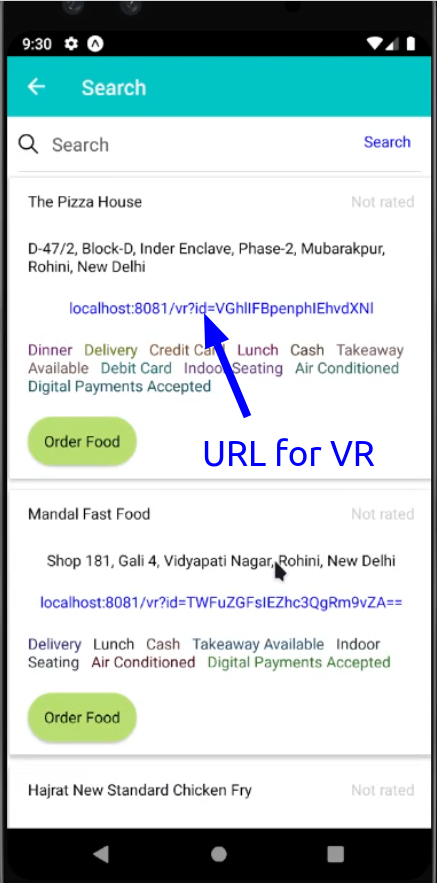 9:30
Search
Search Search
The Pizza House Not rated
D-47/2, Block-D, Inder Enclave, Phase-2, Mubarakpur,
Rohini, New Delhi
localhost:8081/vr?id=VGhlIFBpenphIEhvdXNl
Dinner Delivery Credit Card Lunch Cash Takeaway
Available Debit Card Indoor Seating Air Conditioned
Digital Payments Accepted
Order Food
URL for VR
Mandal Fast Food Not rated
Shop 181, Gali 4, Vidyapati Nagar, Rohini, New Delhi
localhost:8081/vr?id=TWFuZGFsIEZhc3QgRm9vZA==
Delivery Lunch Cash Takeaway Available Indoor
Seating Air Conditioned Digital Payments Accepted
Order Food
Hajrat New Standard Chicken Fry Not rated